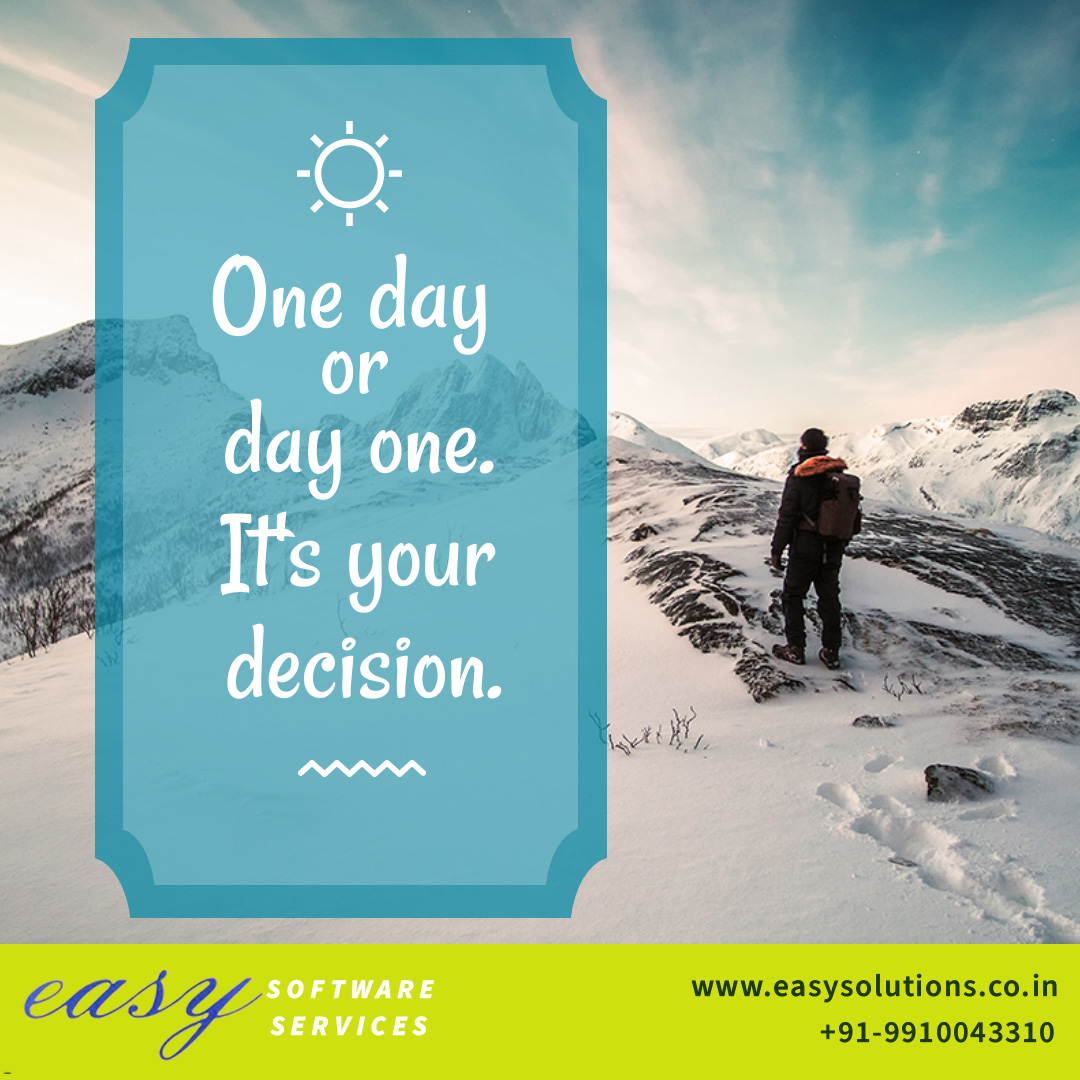 One day
or
day one.
It's your
decision.
easy SOFTWARE
SERVICES
www.easysolutions.co.in
+91-9910043310